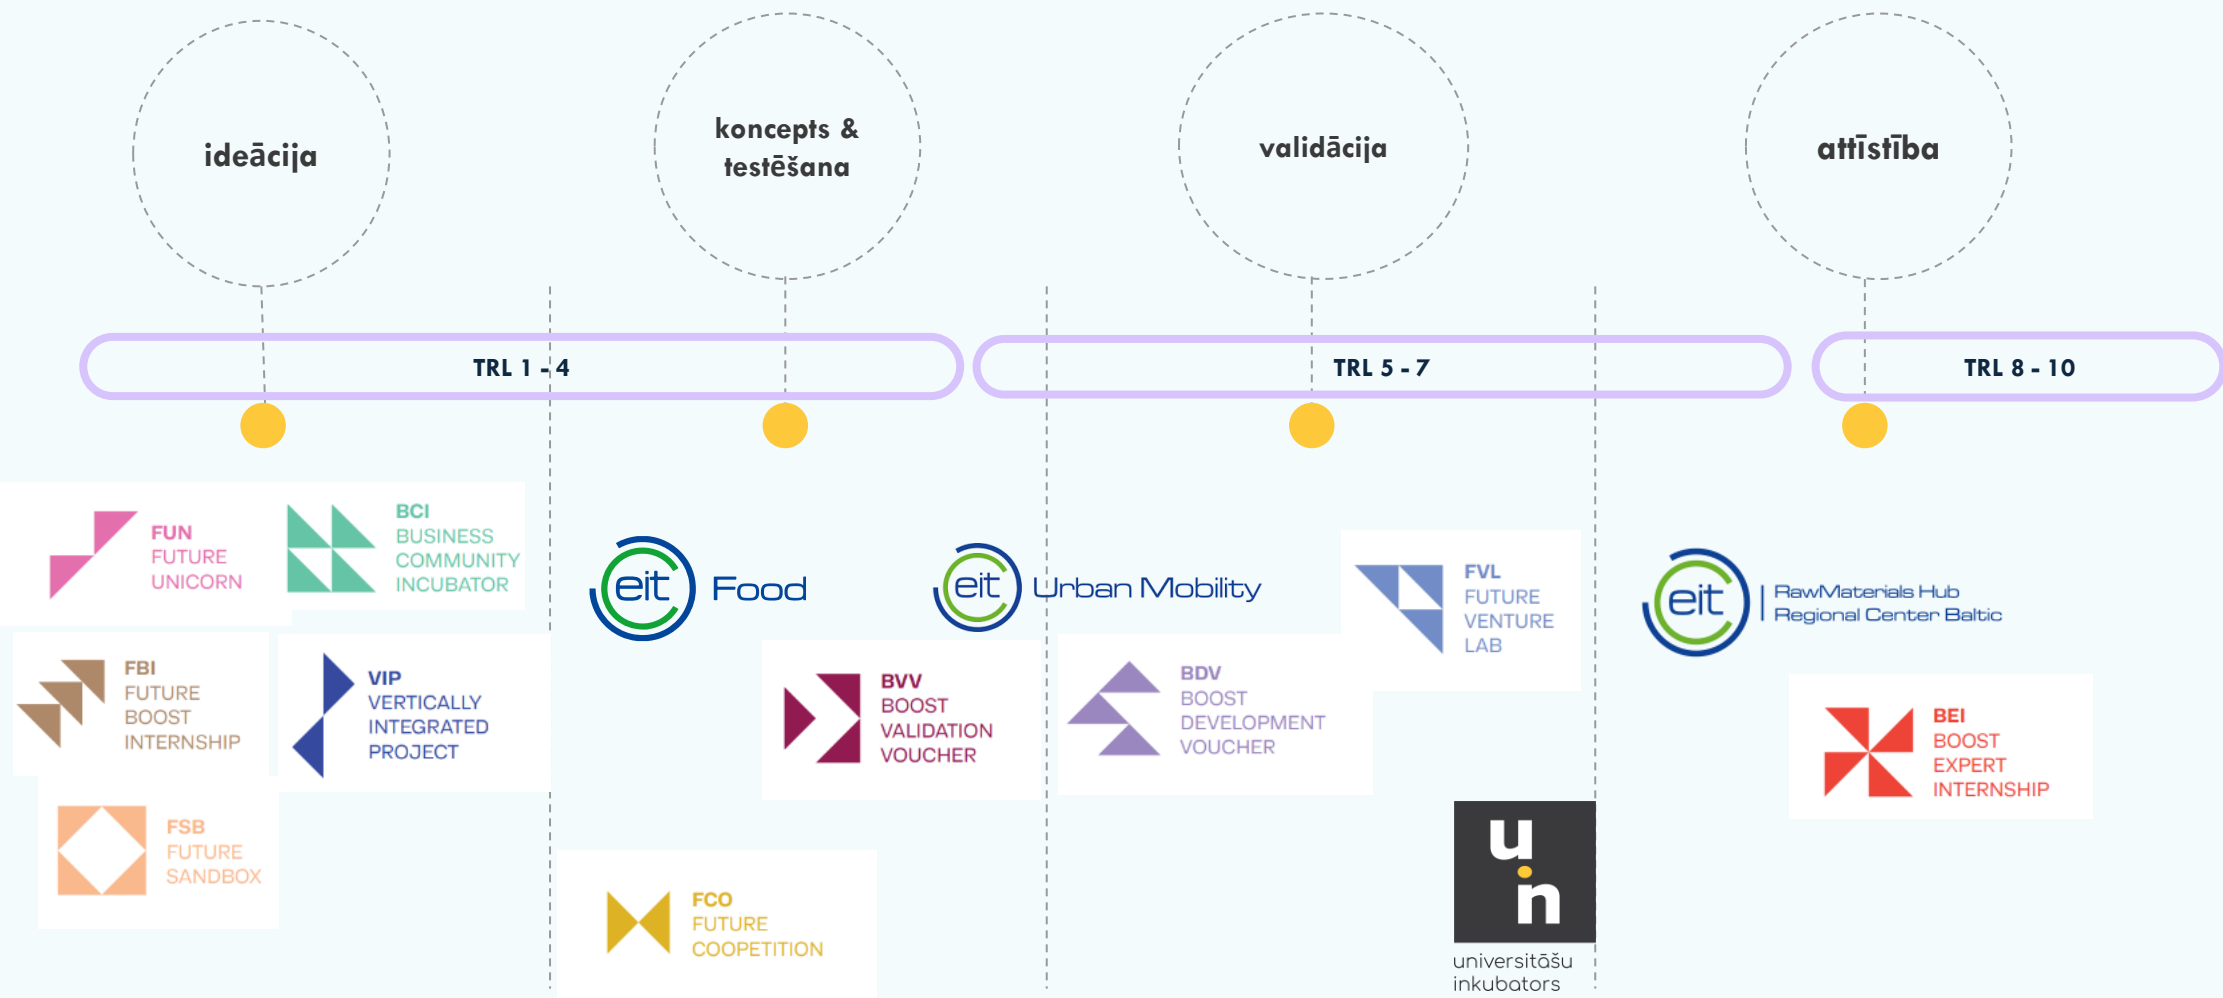 ideācija
koncepts &
testēšana
validācija
attīstība
TRL 1 - 4
TRL 5 - 7
TRL 8 - 10
FUN
FUTURE
UNICORN
BCI
BUSINESS
COMMUNITY
INCUBATOR
FBI
FUTURE
BOOST
INTERNSHIP
VIP
VERTICALLY
INTEGRATED
PROJECT
FSB
FUTURE
SANDBOX
eit Food
BVV
BOOST
VALIDATION
VOUCHER
FCO
FUTURE
COOPETITION
eit Urban Mobility
BDV
BOOST
DEVELOPMENT
VOUCHER
FVL
FUTURE
VENTURE
LAB
u
n
universitāšu
inkubators
eit
RawMaterials Hub
Regional Center Baltic
BEI
BOOST
EXPERT
INTERNSHIP